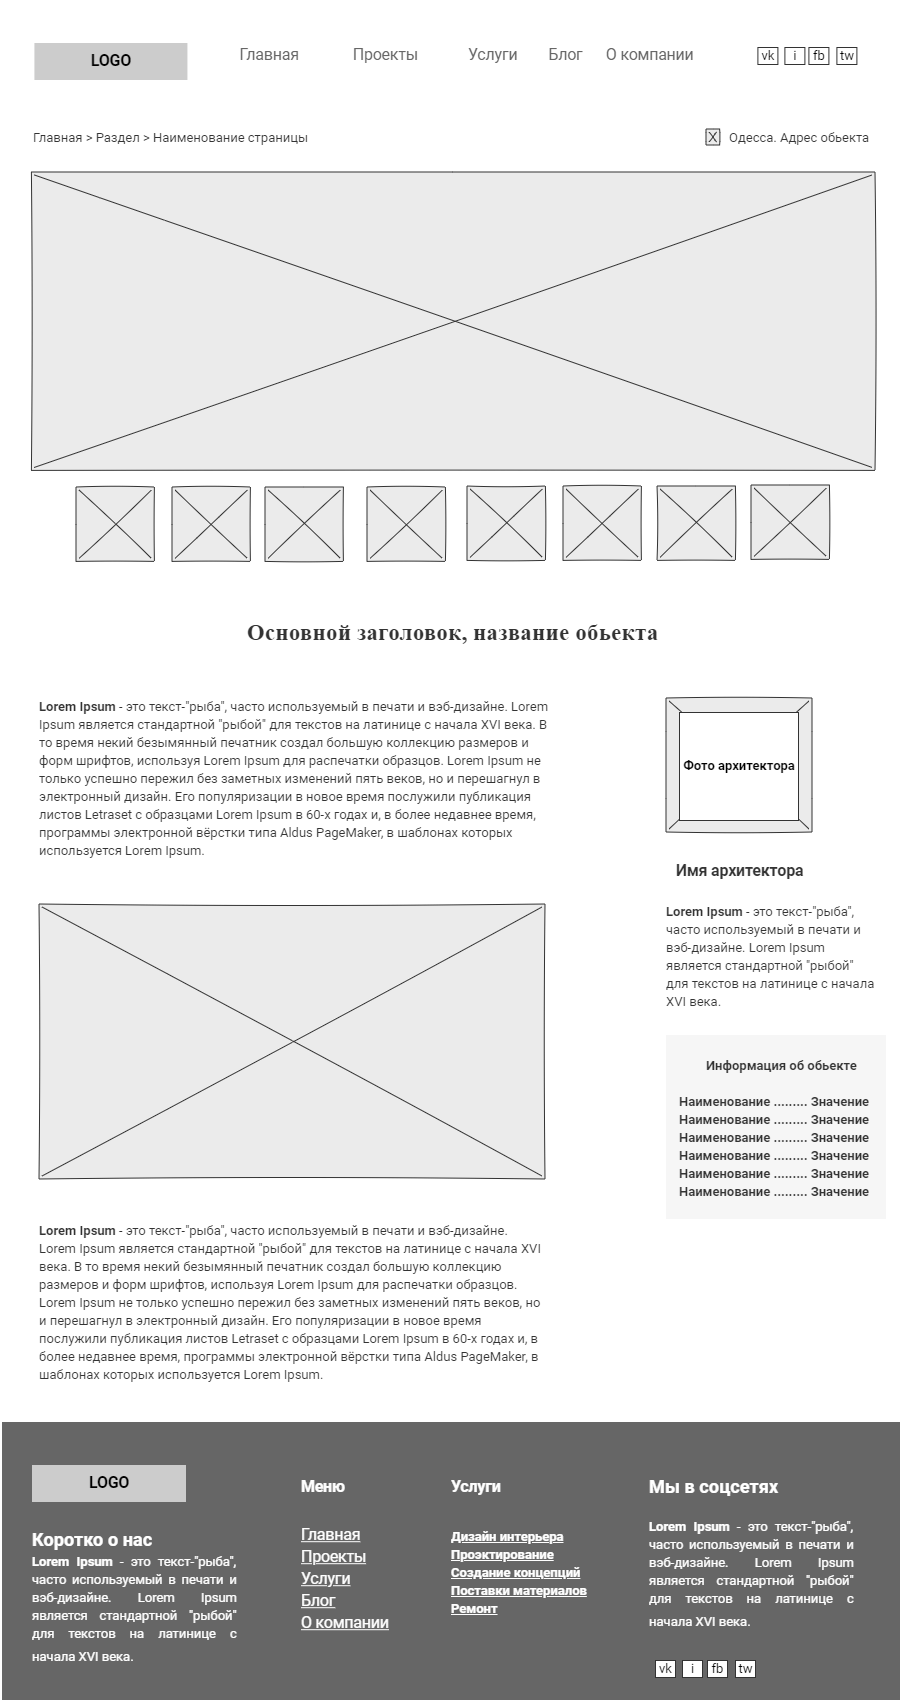 LOGO Главная Проекты Услуги Блог О компании vk i fb tw
Главная > Раздел > Наименование страницы
X Одесса. Адрес обьекта
Основной заголовок, название обьекта
Lorem Ipsum - это текст-"рыба", часто используемый в печати и вэб-дизайне. Lorem
Ipsum является стандартной "рыбой" для текстов на латинице с начала XVI века. В
то время некий безымянный печатник создал большую коллекцию размеров и
форм шрифтов, используя Lorem Ipsum для распечатки образцов. Lorem Ipsum не
только успешно пережил без заметных изменений пять веков, но и перешагнул в
электронный дизайн. Его популяризации в новое время послужили публикация
листов Letraset с образцами Lorem Ipsum в 60-х годах и, в более недавнее время,
программы электронной вёрстки типа Aldus PageMaker, в шаблонах которых
используется Lorem Ipsum.
Lorem Ipsum - это текст-"рыба", часто используемый в печати и вэб-дизайне.
Lorem Ipsum является стандартной "рыбой" для текстов на латинице с начала XVI
века. В то время некий безымянный печатник создал большую коллекцию
размеров и форм шрифтов, используя Lorem Ipsum для распечатки образцов.
Lorem Ipsum не только успешно пережил без заметных изменений пять веков, но
и перешагнул в электронный дизайн. Его популяризации в новое время
послужили публикация листов Letraset с образцами Lorem Ipsum в 60-х годах и, в
более недавнее время, программы электронной вёрстки типа Aldus PageMaker, в
шаблонах которых используется Lorem Ipsum.
Фото архитектора
Имя архитектора
Lorem Ipsum - это текст-"рыба",
часто используемый в печати и
вэб-дизайне. Lorem Ipsum
является стандартной "рыбой"
для текстов на латинице с начала
XVI века.
Информация об обьекте
Наименование ......... Значение
Наименование ......... Значение
Наименование ......... Значение
Наименование ......... Значение
Наименование ......... Значение
Наименование ......... Значение
LOGO
Коротко о нас
Lorem Ipsum - это текст-"рыба",
часто используемый в печати и
вэб-дизайне. Lorem Ipsum
является стандартной "рыбой"
для текстов на латинице с
начала XVI века.
Меню
Главная
Проекты
Услуги
Блог
О компании
Услуги
Дизайн интерьера
Проэктирование
Создание концепций
Поставки материалов
Ремонт
Мы в соцсетях
Lorem Ipsum - это текст-"рыба",
часто используемый в печати и
вэб-дизайне. Lorem Ipsum
является стандартной "рыбой"
для текстов на латинице с
начала XVI века.
vk i fb tw